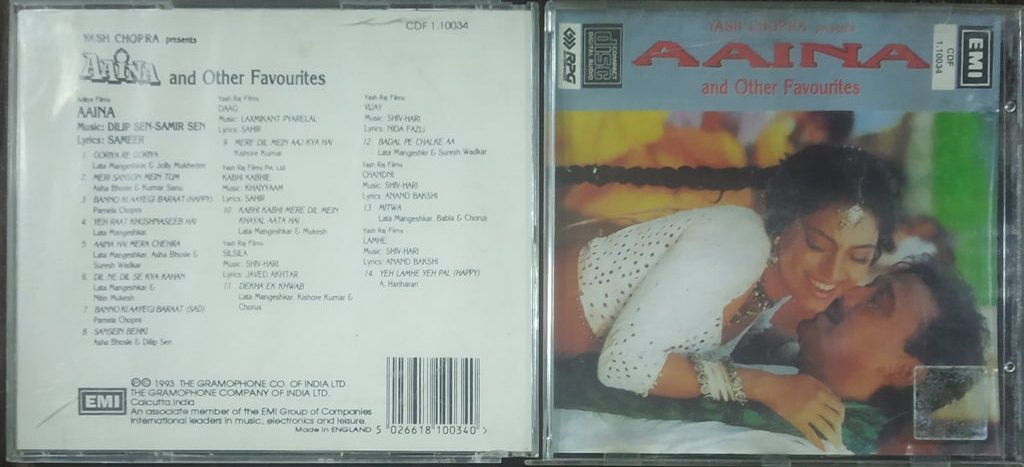 CDF 1.10034
YASH CHOPRA presents
AAINA and Other Favourites
Aditya Films
AAINA
Music: DILIP SEN-SAMIR SEN
Lyrics: SAMEER
1. GORIYA RE GORIYA
Lata Mangeshkar & Jolly Mukherjee
2. MERI SANSON MEIN TUM
Asha Bhosle & Kumar Sanu
3. BANNO KI AAYEGI BARAAT (HAPPY)
Pamela Chopra
4. YEH RAAT KHUSHNASEEB HAI
Lata Mangeshkar
5. AAINA HAI MERA CHEHRA
Lata Mangeshkar, Asha Bhosle &
Suresh Wadkar
6. DIL NE DIL SE KYA KAHAN
Lata Mangeshkar &
Nitin Mukesh
7. BANNO KI AAYEGI BARAAT (SAD)
Pamela Chopra
8. SANSEIN BEHKI
Asha Bhosle & Dilip Sen
Yash Raj Films
DAAG
Music: LAXMIKANT PYARELAL
Lyrics: SAHIR
9. MERE DIL MEIN AAJ KYA HAI
Kishore Kumar
Yash Raj Films Pvt. Ltd.
KABHI KABHIE
Music: KHAIYYAAM
Lyrics: SAHIR
10. KABHI KABHI MERE DIL MEIN
KHAYAL AATA HAI
Lata Mangeshkar & Mukesh
Yash Raj Films
SILSILA
Music: SHIV-HARI
Lyrics: JAVED AKHTAR
11. DEKHA EK KHWAB
Lata Mangeshkar, Kishore Kumar &
Chorus
Yash Raj Films
VIJAY
Music: SHIV-HARI
Lyrics: NIDA FAZLI
12. BADAL PE CHALKE AA
Lata Mangeshkar & Suresh Wadkar
Yash Raj Films
CHANDNI
Music: SHIV-HARI
Lyrics: ANAND BAKSHI
13. MITWA
Lata Mangeshkar, Babla & Chorus
Yash Raj Films
LAMHE
Music: SHIV-HARI
Lyrics: ANAND BAKSHI
14. YEH LAMHE YEH PAL (HAPPY)
A. Hariharan
EMI
℗© 1993 THE GRAMOPHONE CO. OF INDIA LTD.
THE GRAMOPHONE COMPANY OF INDIA LTD.
Calcutta.India
An associate member of the EMI Group of Companies
International leaders in music, electronics and leisure.
Made in ENGLAND
5 026618 100340 >
RPG
COMPACT
disc
DIGITAL AUDIO
YASH CHOPRA presents
AAINA
and Other Favourites
CDF
1.10034
EMI